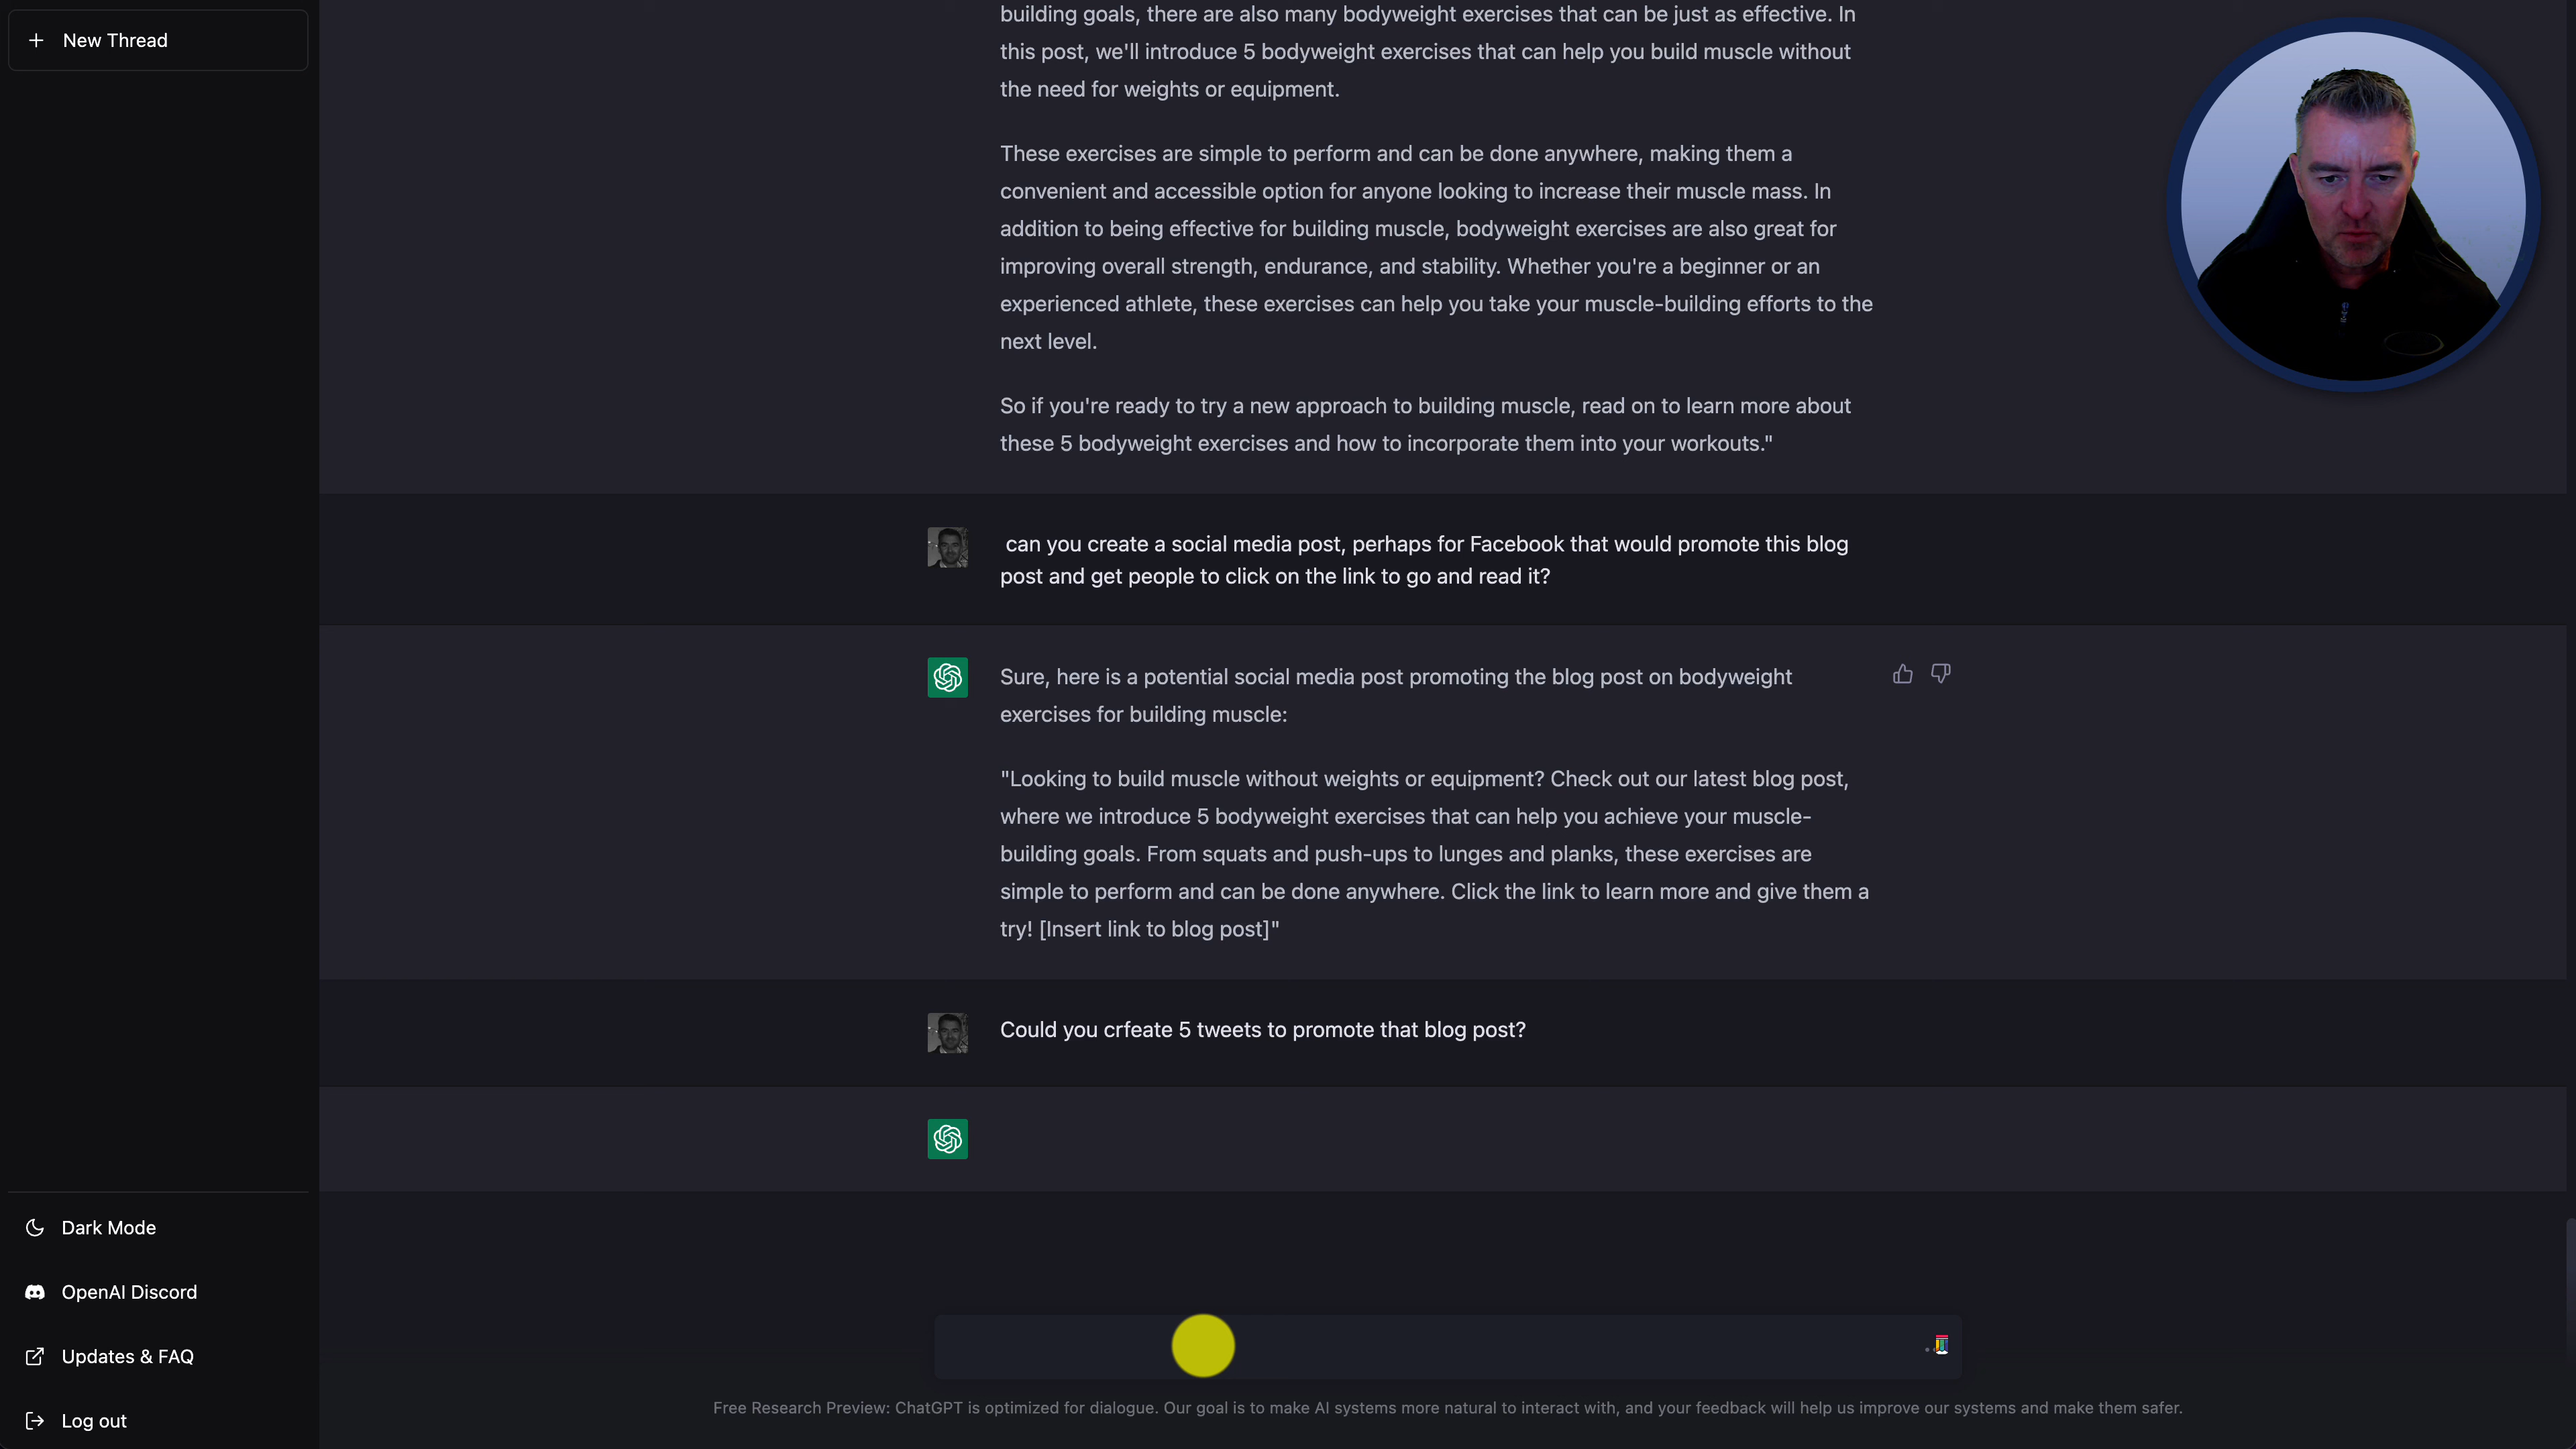 New Thread
building goals, there are also many bodyweight exercises that can be just as effective. In
this post, we'll introduce 5 bodyweight exercises that can help you build muscle without
the need for weights or equipment.
These exercises are simple to perform and can be done anywhere, making them a
convenient and accessible option for anyone looking to increase their muscle mass. In
addition to being effective for building muscle, bodyweight exercises are also great for
improving overall strength, endurance, and stability. Whether you're a beginner or an
experienced athlete, these exercises can help you take your muscle-building efforts to the
next level.
So if you're ready to try a new approach to building muscle, read on to learn more about
these 5 bodyweight exercises and how to incorporate them into your workouts."
can you create a social media post, perhaps for Facebook that would promote this blog
post and get people to click on the link to go and read it?
Sure, here is a potential social media post promoting the blog post on bodyweight
exercises for building muscle:
"Looking to build muscle without weights or equipment? Check out our latest blog post,
where we introduce 5 bodyweight exercises that can help you achieve your muscle-
building goals. From squats and push-ups to lunges and planks, these exercises are
simple to perform and can be done anywhere. Click the link to learn more and give them a
try! [Insert link to blog post]"
Could you crfeate 5 tweets to promote that blog post?
Dark Mode
OpenAI Discord
Updates & FAQ
Log out
Free Research Preview: ChatGPT is optimized for dialogue. Our goal is to make AI systems more natural to interact with, and your feedback will help us improve our systems and make them safer.